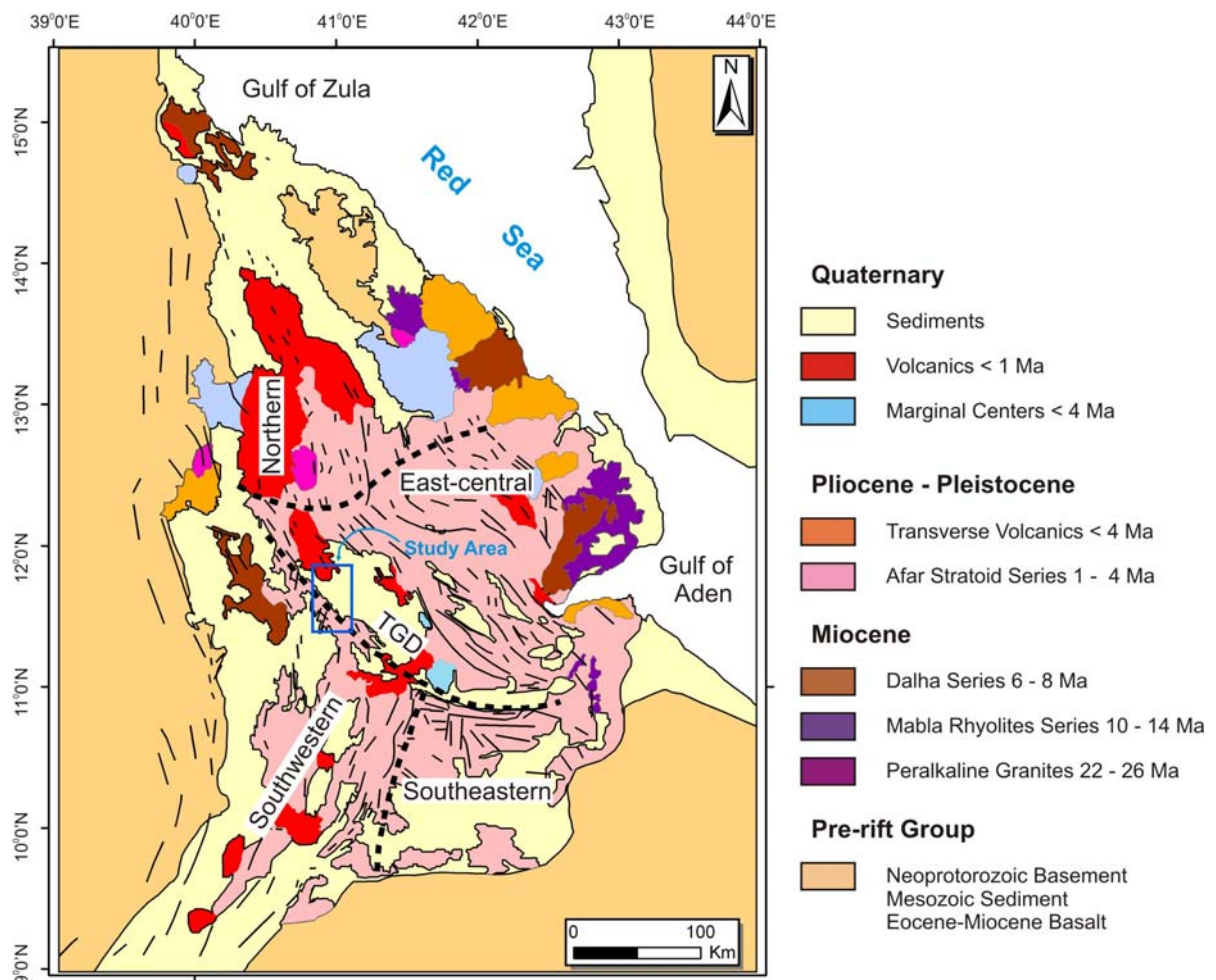 39°0'E 40°0'E 41°0'E 42°0'E 43°0'E 44°0'E
15°0'N
14°0'N
13°0'N
12°0'N
11°0'N
10°0'N
9°0'N
Gulf of Zula
N
Red
Sea
Northern
East-central
Study Area
Gulf of
Aden
TGD
Southwestern
Southeastern
0 100
Km
Quaternary
Sediments
Volcanics < 1 Ma
Marginal Centers < 4 Ma
Pliocene - Pleistocene
Transverse Volcanics < 4 Ma
Afar Stratoid Series 1 - 4 Ma
Miocene
Dalha Series 6 - 8 Ma
Mabla Rhyolites Series 10 - 14 Ma
Peralkaline Granites 22 - 26 Ma
Pre-rift Group
Neoprotorozoic Basement
Mesozoic Sediment
Eocene-Miocene Basalt